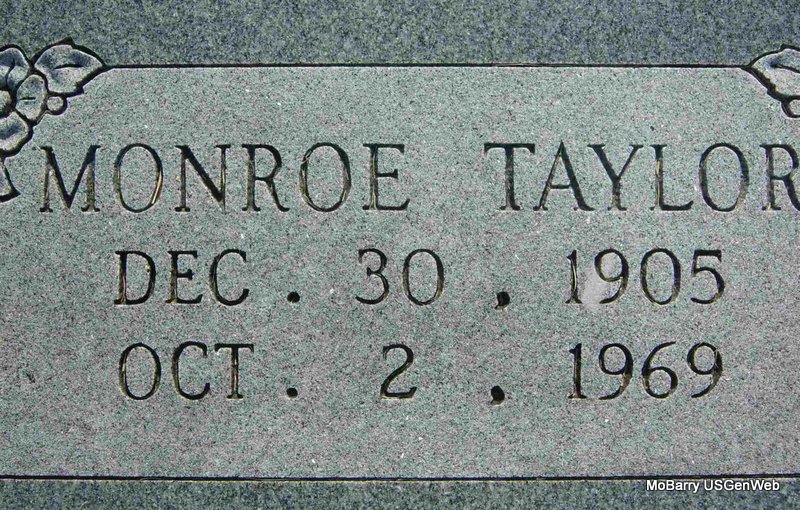 MONROE TAYLOR
DEC. 30, 1905
OCT. 2, 1969
MoBarry USGenWeb